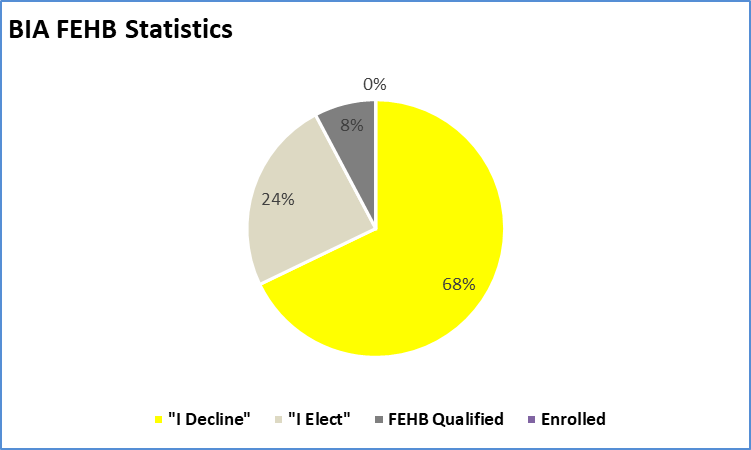 BIA FEHB Statistics
0%
8%
24%
68%
"I Decline" "I Elect" FEHB Qualified Enrolled